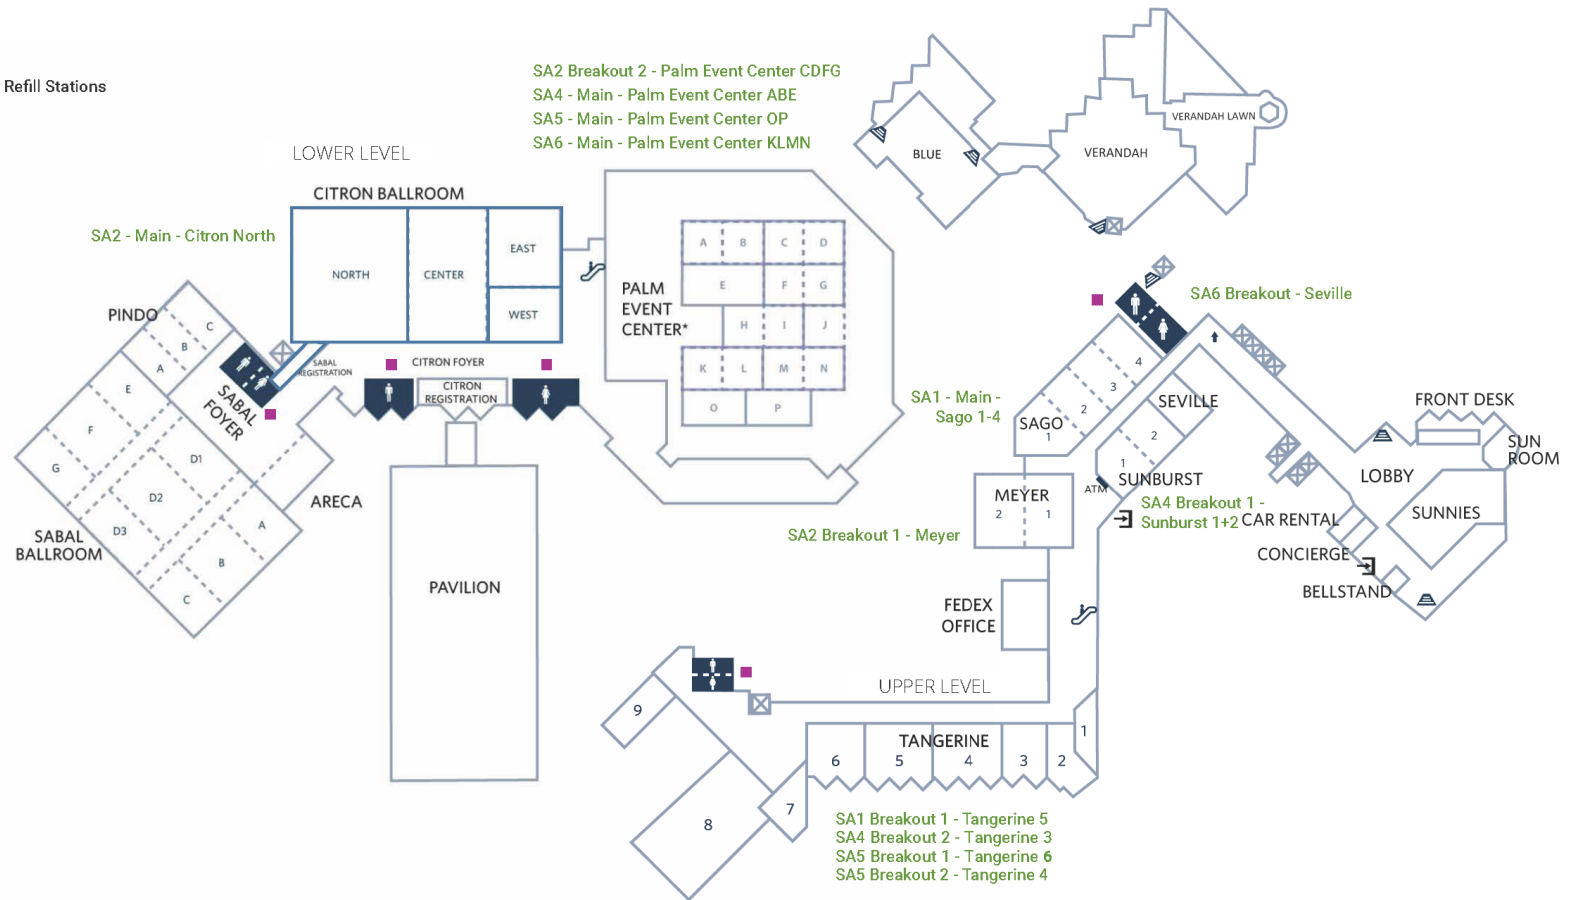 Refill Stations
SA2 Breakout 2 - Palm Event Center CDFG
SA4 - Main - Palm Event Center ABE
SA5 - Main - Palm Event Center OP
SA6 - Main - Palm Event Center KLMN
LOWER LEVEL
CITRON BALLROOM
SA2 - Main - Citron North
NORTH
CENTER
EAST
WEST
PALM
EVENT
CENTER*
A B C D
E F G
H I J
K L M N
O P
BLUE
VERANDAH
VERANDAH LAWN
PINDO
C
B
A
E
F
G
SABAL
FOYER
SABAL
REGISTRATION
CITRON FOYER
CITRON
REGISTRATION
D1
D2
D3
A
B
C
ARECA
SABAL
BALLROOM
PAVILION
SA6 Breakout - Seville
SA1 - Main -
Sago 1-4
4
3
2
SAGO
1
SEVILLE
2
1
SUNBURST
ATM
SA4 Breakout 1 -
Sunburst 1+2
MEYER
2 1
SA2 Breakout 1 - Meyer
FRONT DESK
SUN
ROOM
LOBBY
SUNNIES
CAR RENTAL
CONCIERGE
BELLSTAND
FEDEX
OFFICE
UPPER LEVEL
9
8
7
TANGERINE
6 5 4 3 2 1
SA1 Breakout 1 - Tangerine 5
SA4 Breakout 2 - Tangerine 3
SA5 Breakout 1 - Tangerine 6
SA5 Breakout 2 - Tangerine 4